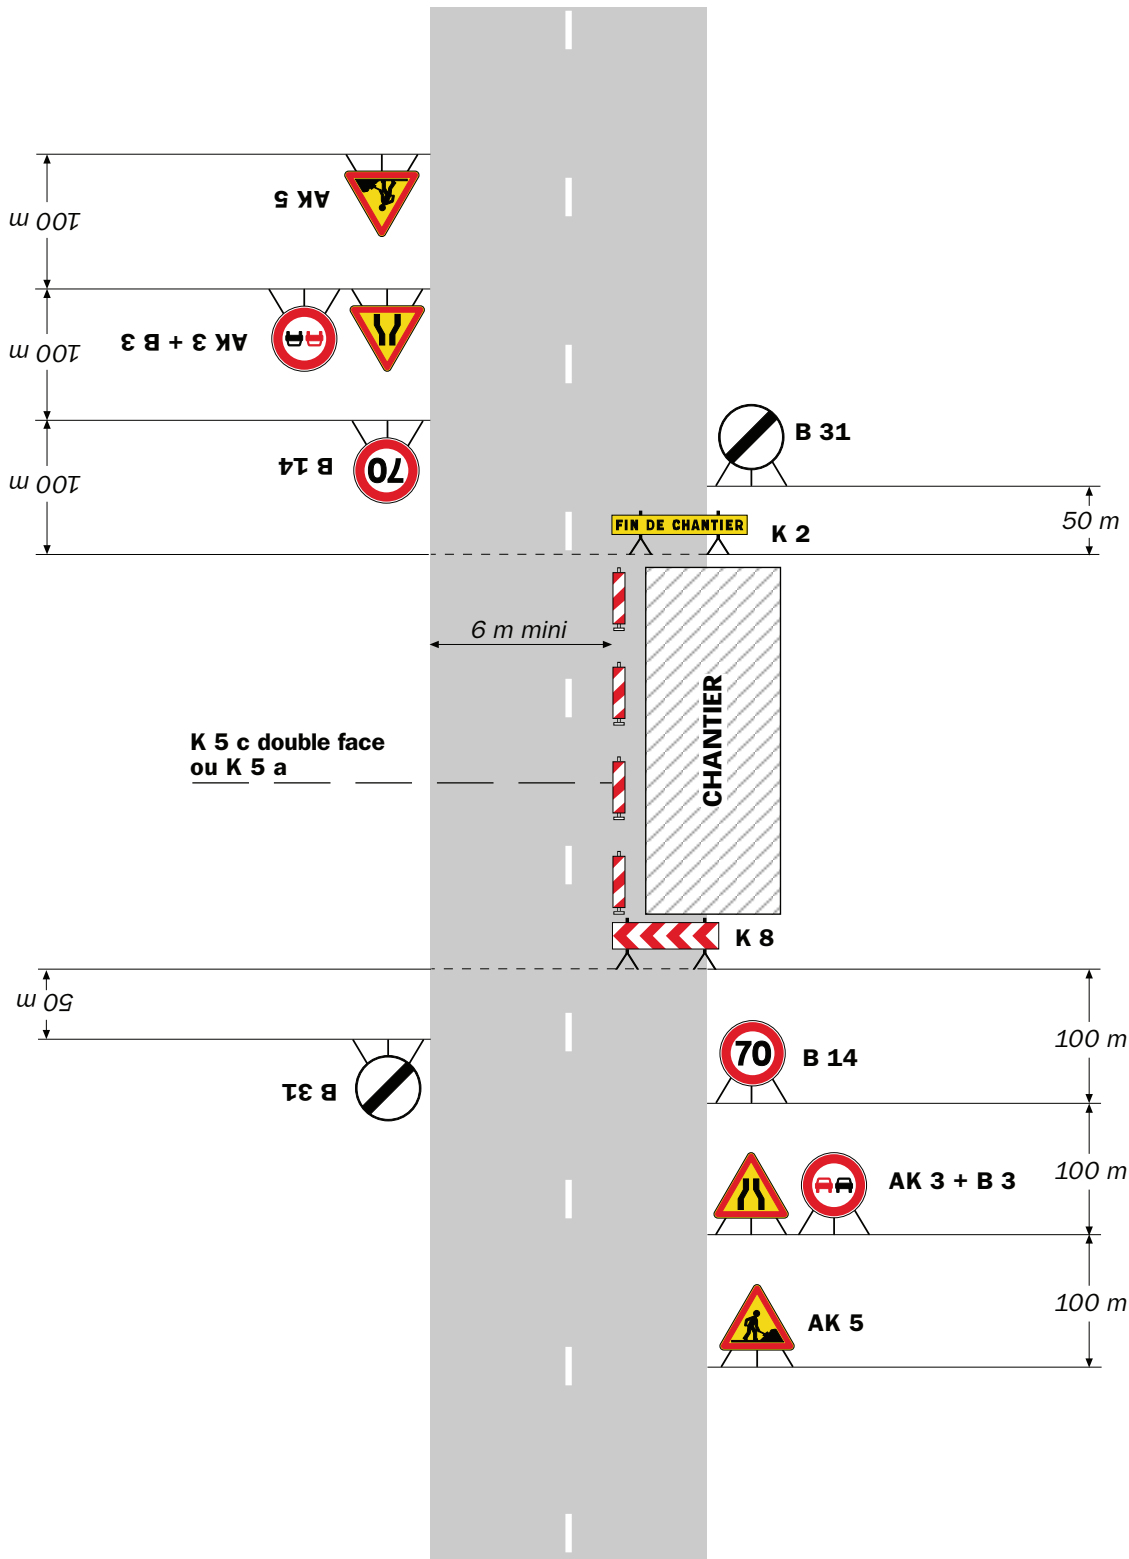 AK 5
100 m
AK 3 + B 3
100 m
B 31
B 14
70
100 m
50 m
FIN DE CHANTIER
K 2
6 m mini
CHANTIER
K 5 c double face
ou K 5 a
K 8
50 m
100 m
70
B 14
B 31
100 m
AK 3 + B 3
100 m
AK 5